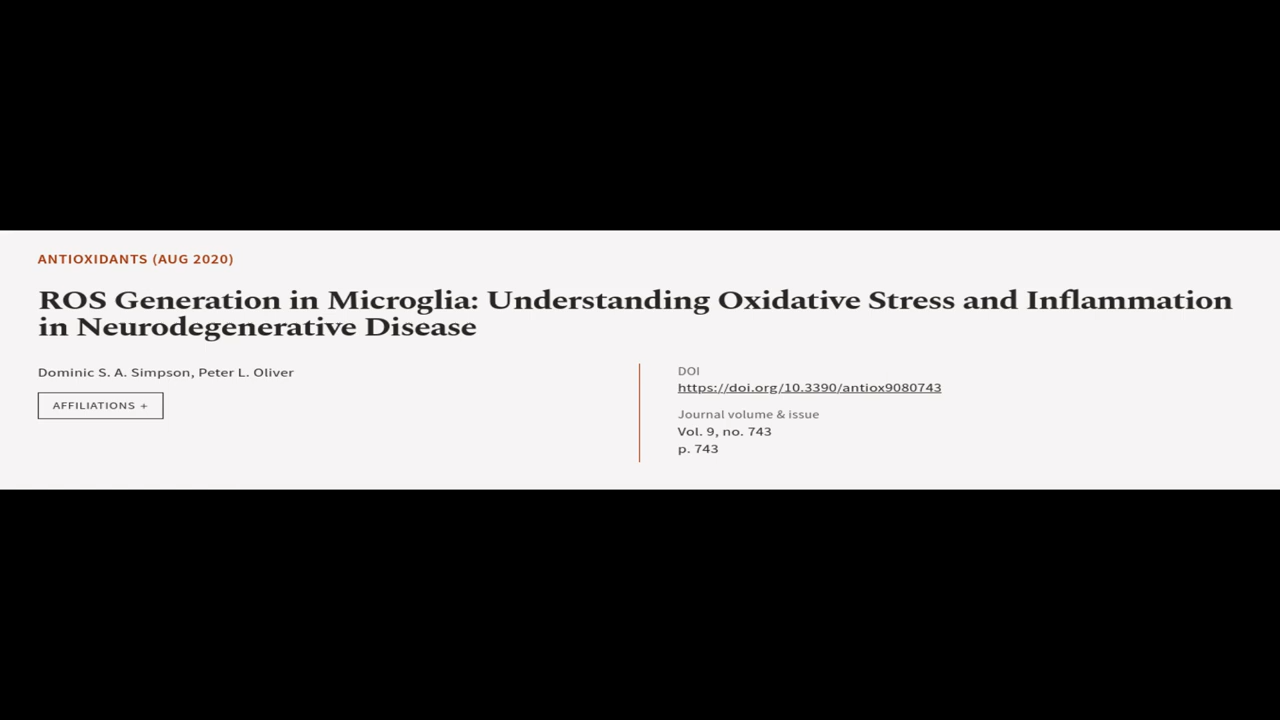 ANTIOXIDANTS (AUG 2020)
ROS Generation in Microglia: Understanding Oxidative Stress and Inflammation
in Neurodegenerative Disease
Dominic S. A. Simpson, Peter L. Oliver
AFFILIATIONS +
DOI
https://doi.org/10.3390/antiox9080743
Journal volume & issue
Vol. 9, no. 743
p. 743